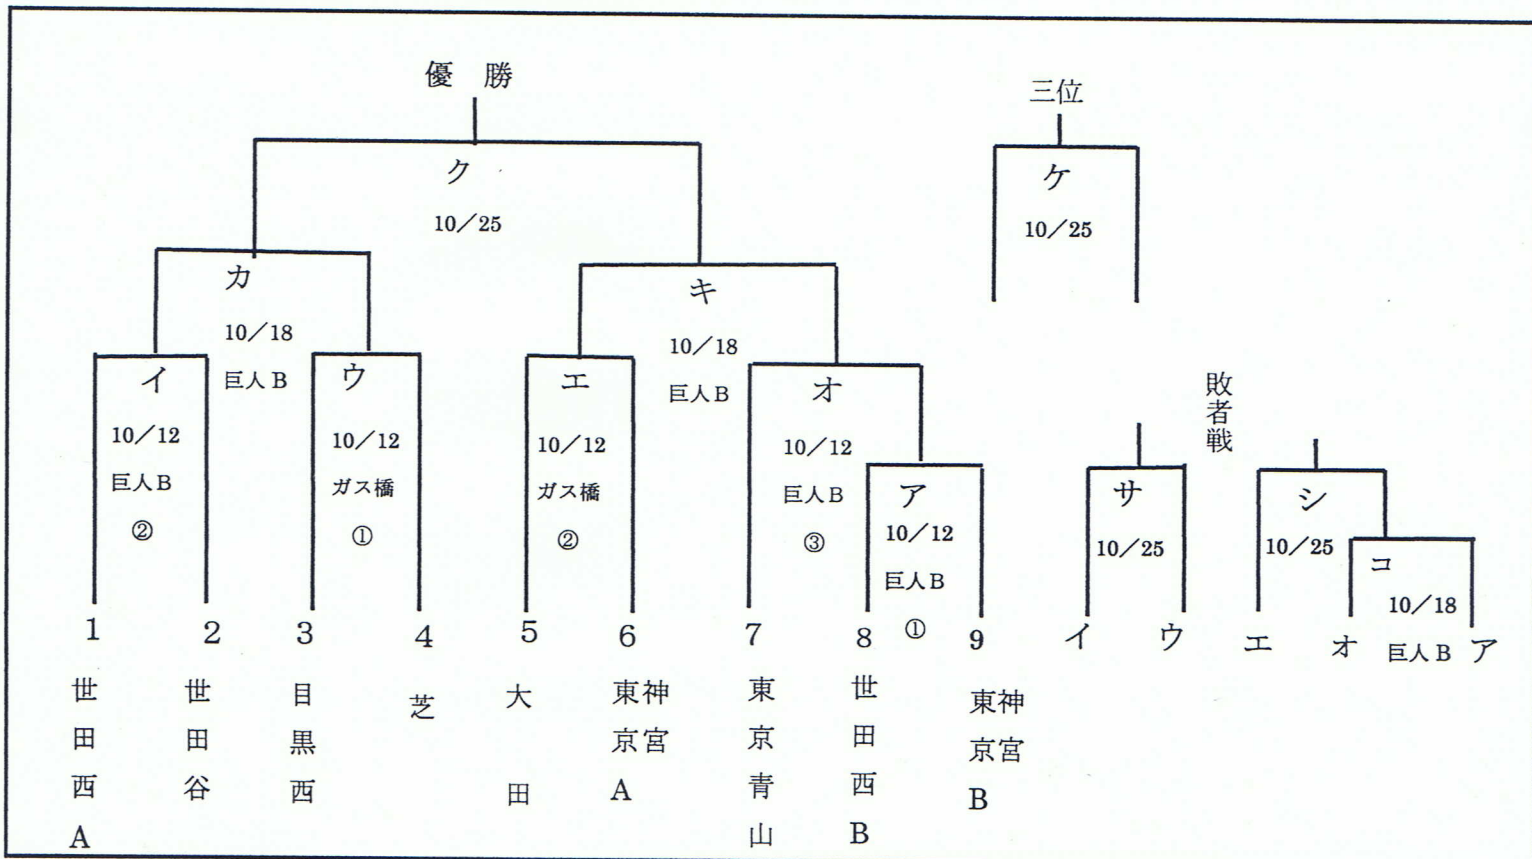 優 勝
ク
10/25
カ
10/18
巨人B
キ
10/18
巨人B
イ
10/12
巨人B
②
ウ
10/12
ガス橋
①
エ
10/12
ガス橋
②
オ
10/12
巨人B
③
ア
10/12
巨人B
①
1
世田西A
2
世田谷
3
目黒西
4
芝
5
大田
6
東京神宮A
7
東京青山
8
世田西B
9
東京神宮B
三位
ケ
10/25
敗者戦
サ
10/25
イ
ウ
シ
10/25
コ
10/18
巨人B
エ
オ
ア